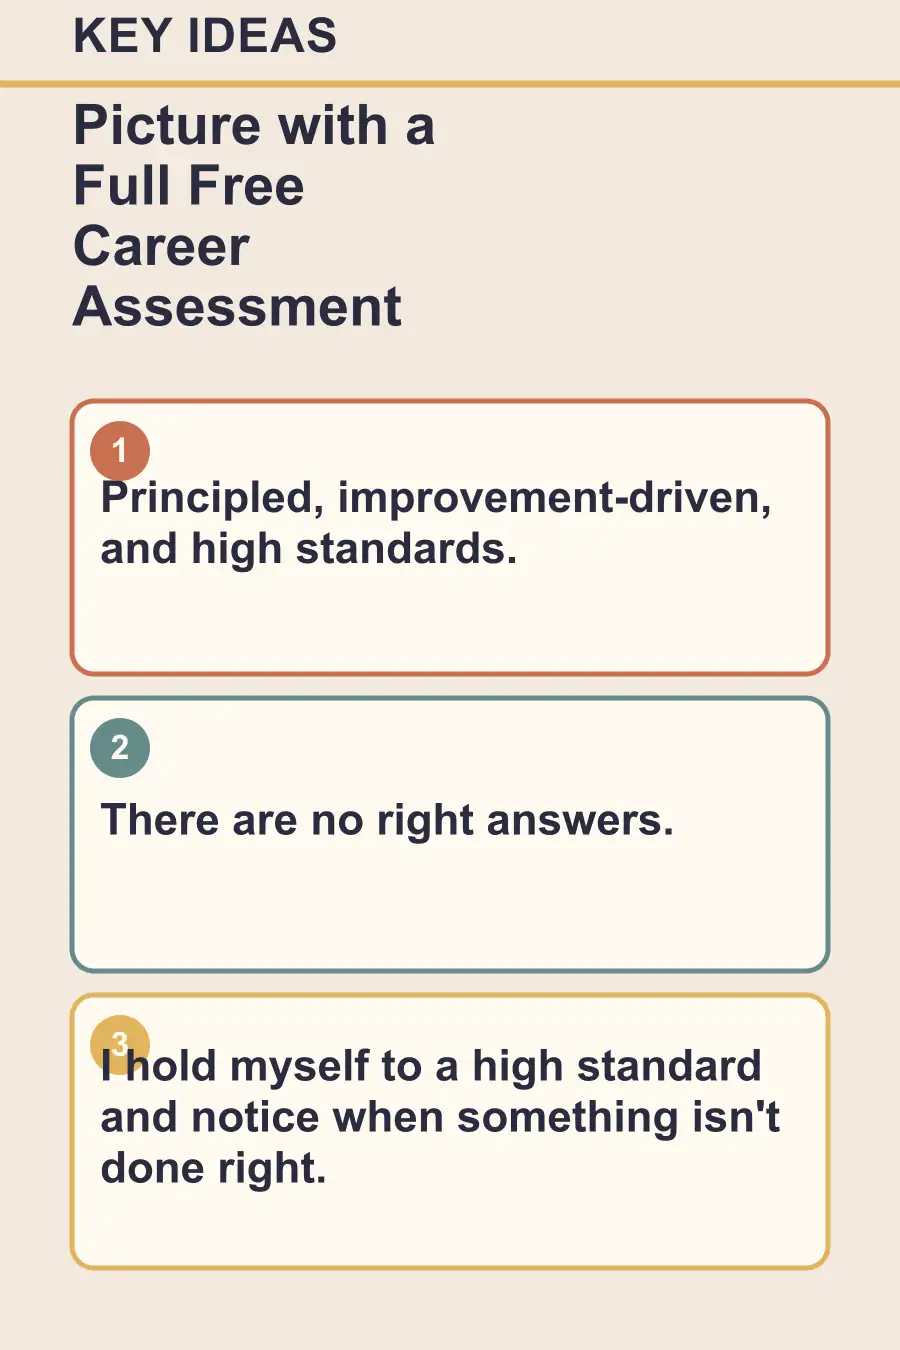 KEY IDEAS
Picture with a
Full Free
Career
Assessment
1
Principled, improvement-driven,
and high standards.
2
There are no right answers.
3
I hold myself to a high standard
and notice when something isn't
done right.